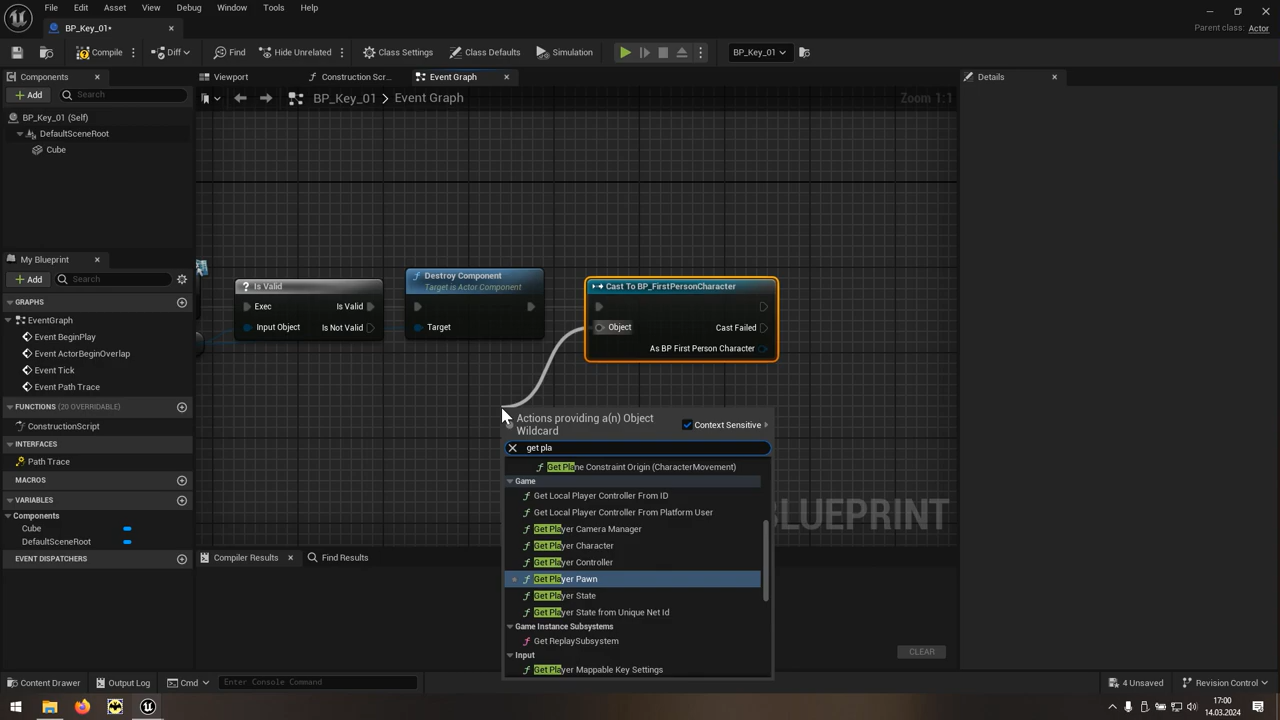 File Edit Asset View Debug Window Tools Help
BP_Key_01•
Parent class: Actor
Compile Diff Find Hide Unrelated Class Settings Class Defaults Simulation BP_Key_01
Components
Viewport Construction Scr... Event Graph
Details
Add Search
BP_Key_01 > Event Graph
Zoom 1:1
BP_Key_01 (Self)
DefaultSceneRoot
Cube
My Blueprint
Add Search
GRAPHS
EventGraph
Event BeginPlay
Event ActorBeginOverlap
Event Tick
Event Path Trace
FUNCTIONS (20 OVERRIDABLE)
ConstructionScript
INTERFACES
Path Trace
MACROS
VARIABLES
Components
Cube
DefaultSceneRoot
EVENT DISPATCHERS
? Is Valid
Exec Is Valid
Input Object Is Not Valid
f Destroy Component
Target is Actor Component
Target
Cast To BP_FirstPersonCharacter
Object
Cast Failed
As BP First Person Character
Actions providing a(n) Object
Wildcard
Context Sensitive
get pla
f Get Plane Constraint Origin (CharacterMovement)
Game
f Get Local Player Controller From ID
f Get Local Player Controller From Platform User
f Get Player Camera Manager
f Get Player Character
f Get Player Controller
f Get Player Pawn
f Get Player State
f Get Player State from Unique Net Id
Game Instance Subsystems
f Get ReplaySubsystem
Input
f Get Player Mappable Key Settings
BLUEPRINT
Compiler Results Find Results
CLEAR
Content Drawer Output Log Cmd Enter Console Command
4 Unsaved Revision Control
17:00
14.03.2024